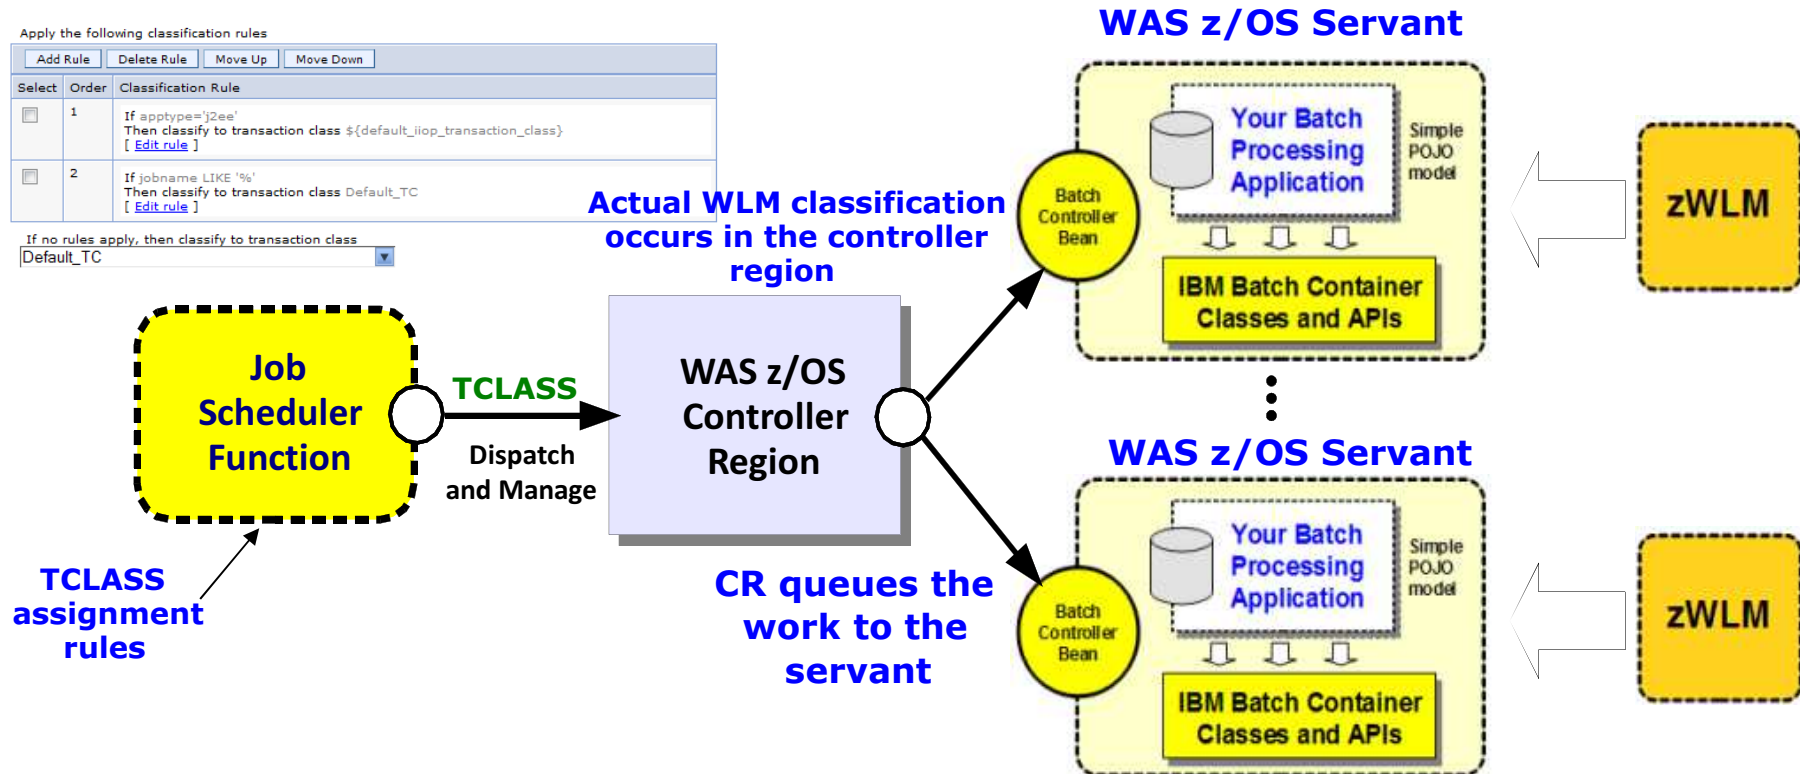 Apply the following classification rules
Add Rule Delete Rule Move Up Move Down
Select Order Classification Rule
1 If apptype='j2ee'
Then classify to transaction class ${default_iiop_transaction_class}
[ Edit rule ]
2 If jobname LIKE '%'
Then classify to transaction class Default_TC
[ Edit rule ]
If no rules apply, then classify to transaction class
Default_TC
Job
Scheduler
Function
TCLASS
assignment
rules
TCLASS
Dispatch
and Manage
Actual WLM classification
occurs in the controller
region
WAS z/OS
Controller
Region
CR queues the
work to the
servant
WAS z/OS Servant
Batch
Controller
Bean
Your Batch
Processing
Application
Simple
POJO
model
IBM Batch Container
Classes and APIs
zWLM
WAS z/OS Servant
Batch
Controller
Bean
Your Batch
Processing
Application
Simple
POJO
model
IBM Batch Container
Classes and APIs
zWLM